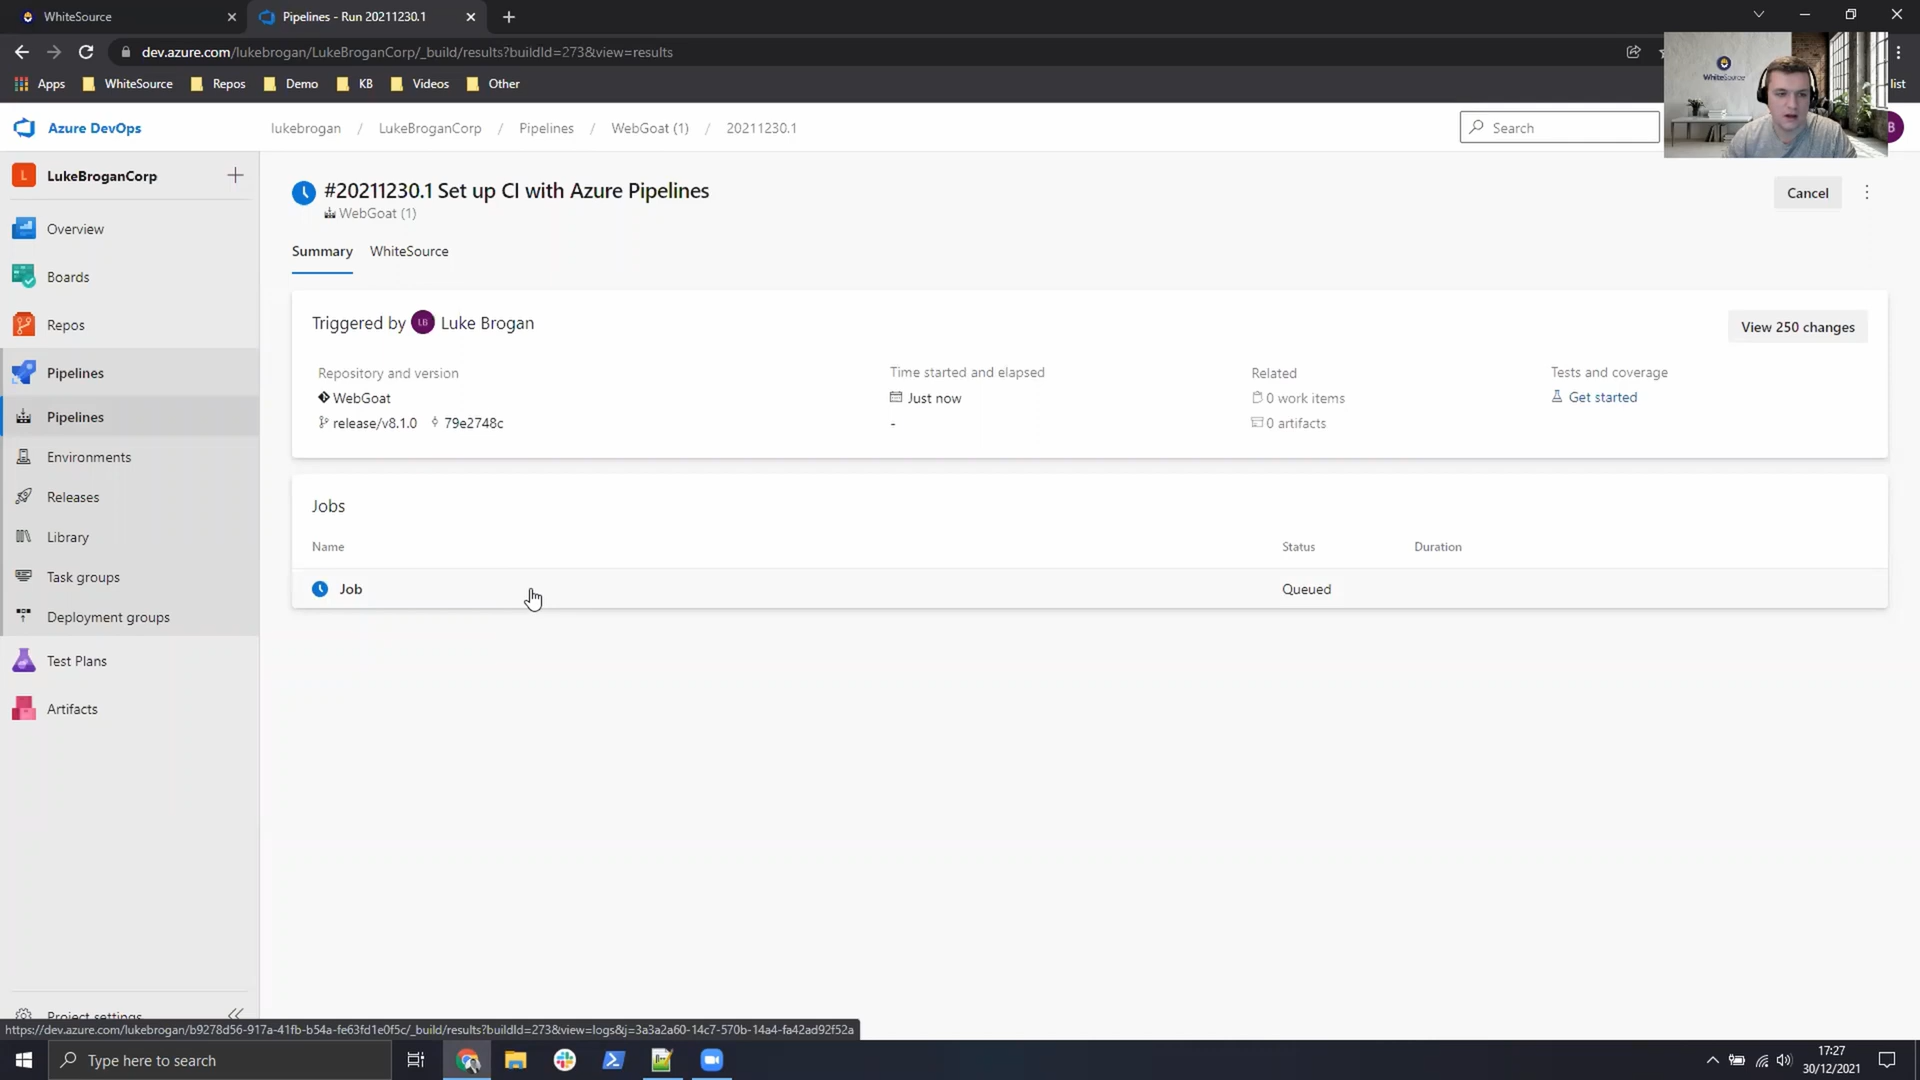 WhiteSource
Pipelines - Run 20211230.1
dev.azure.com/lukebrogan/LukeBroganCorp/_build/results?buildId=273&view=results
Apps
WhiteSource
Repos
Demo
KB
Videos
Other
list
WhiteSource
Azure DevOps
lukebrogan / LukeBroganCorp / Pipelines / WebGoat (1) / 20211230.1
Search
B
L LukeBroganCorp
Overview
Boards
Repos
Pipelines
Pipelines
Environments
Releases
Library
Task groups
Deployment groups
Test Plans
Artifacts
Project settings
#20211230.1 Set up CI with Azure Pipelines
WebGoat (1)
Cancel
Summary
WhiteSource
Triggered by LB Luke Brogan
View 250 changes
Repository and version
WebGoat
release/v8.1.0 79e2748c
Time started and elapsed
Just now
-
Related
0 work items
0 artifacts
Tests and coverage
Get started
Jobs
Name
Status
Duration
Job
Queued
https://dev.azure.com/lukebrogan/b9278d56-917a-41fb-b54a-fe63fd1e0f5c/_build/results?buildId=273&view=logs&j=3a3a2a60-14c7-570b-14a4-fa42ad92f52a
Type here to search
17:27
30/12/2021